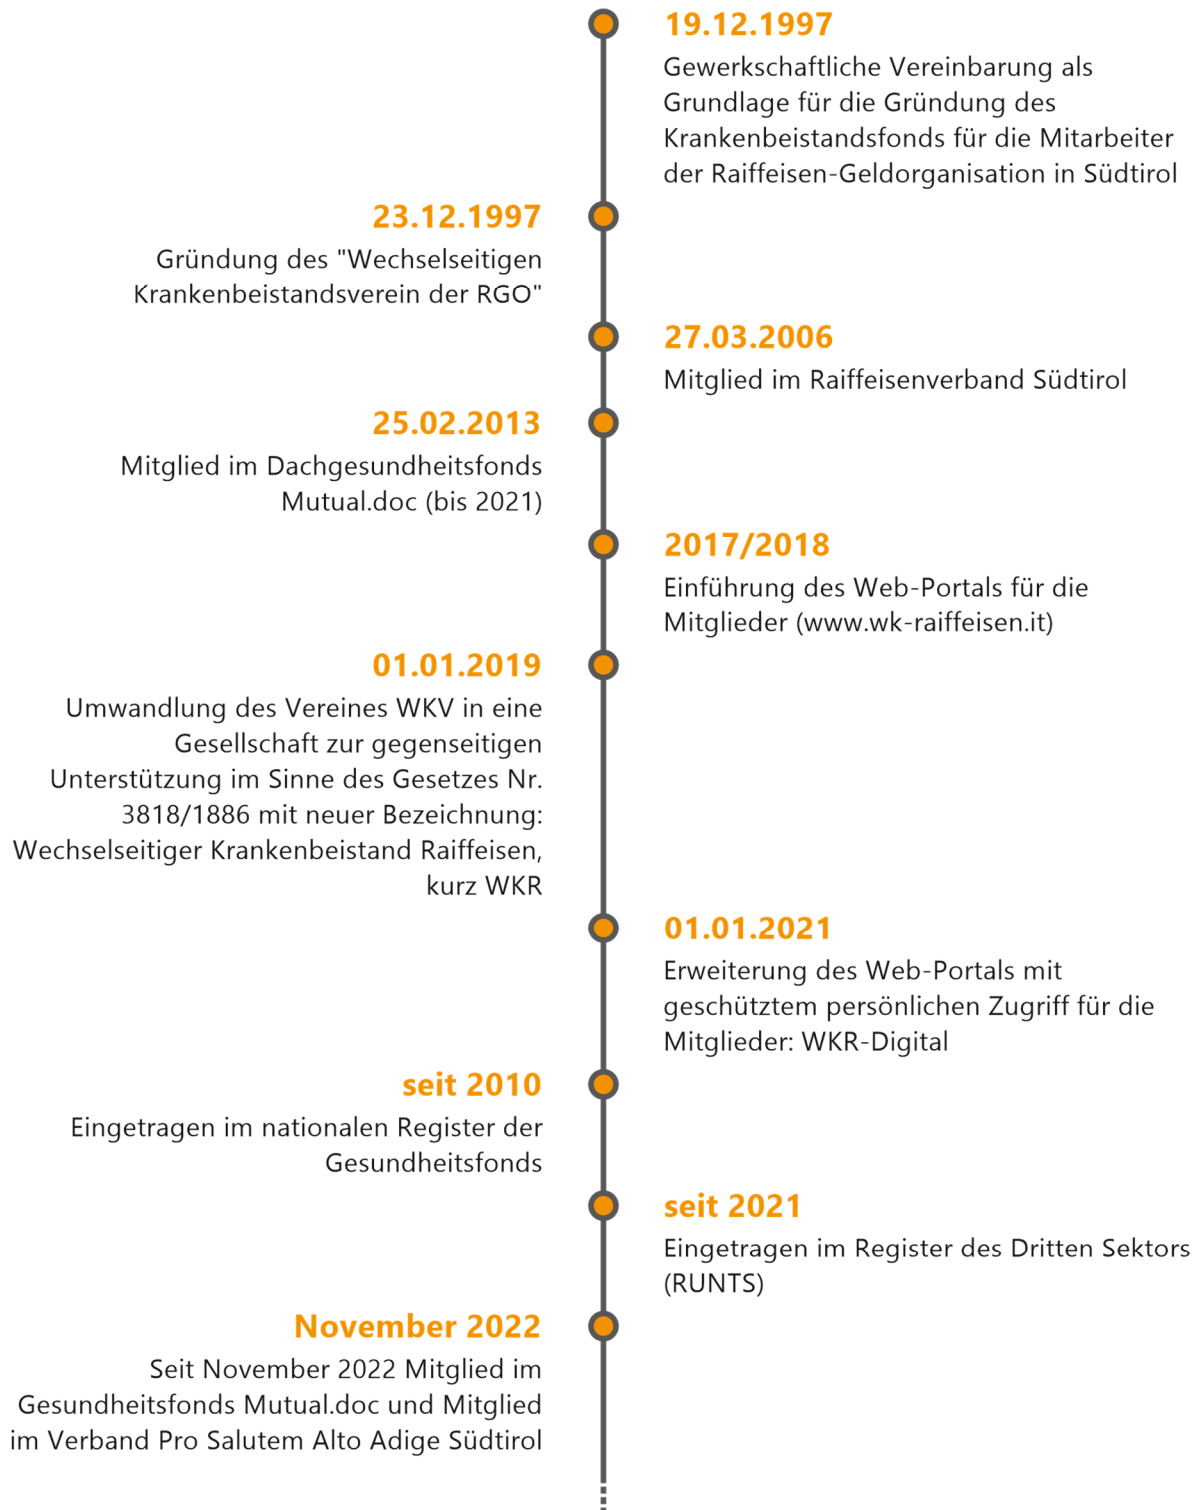 19.12.1997
Gewerkschaftliche Vereinbarung als
Grundlage für die Gründung des
Krankenbeistandsfonds für die Mitarbeiter
der Raiffeisen-Geldorganisation in Südtirol
23.12.1997
Gründung des "Wechselseitigen
Krankenbeistandsverein der RGO"
27.03.2006
Mitglied im Raiffeisenverband Südtirol
25.02.2013
Mitglied im Dachgesundheitsfonds
Mutual.doc (bis 2021)
2017/2018
Einführung des Web-Portals für die
Mitglieder (www.wk-raiffeisen.it)
01.01.2019
Umwandlung des Vereines WKV in eine
Gesellschaft zur gegenseitigen
Unterstützung im Sinne des Gesetzes Nr.
3818/1886 mit neuer Bezeichnung:
Wechselseitiger Krankenbeistand Raiffeisen,
kurz WKR
01.01.2021
Erweiterung des Web-Portals mit
geschütztem persönlichen Zugriff für die
Mitglieder: WKR-Digital
seit 2010
Eingetragen im nationalen Register der
Gesundheitsfonds
seit 2021
Eingetragen im Register des Dritten Sektors
(RUNTS)
November 2022
Seit November 2022 Mitglied im
Gesundheitsfonds Mutual.doc und Mitglied
im Verband Pro Salutem Alto Adige Südtirol